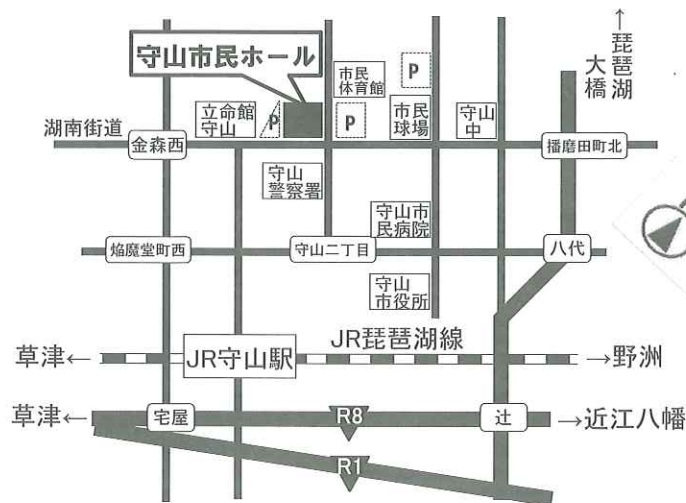 ↑琵琶湖
大橋
守山市民ホール
市民
体育館
P
立命館
守山
P
P
市民
球場
守山
中
湖南街道
金森西
播磨田町北
守山
警察署
守山市
民病院
焔魔堂町西
守山二丁目
八代
守山
市役所
JR琵琶湖線
草津←
JR守山駅
→野洲
草津←
宅屋
R8
辻
→近江八幡
R1